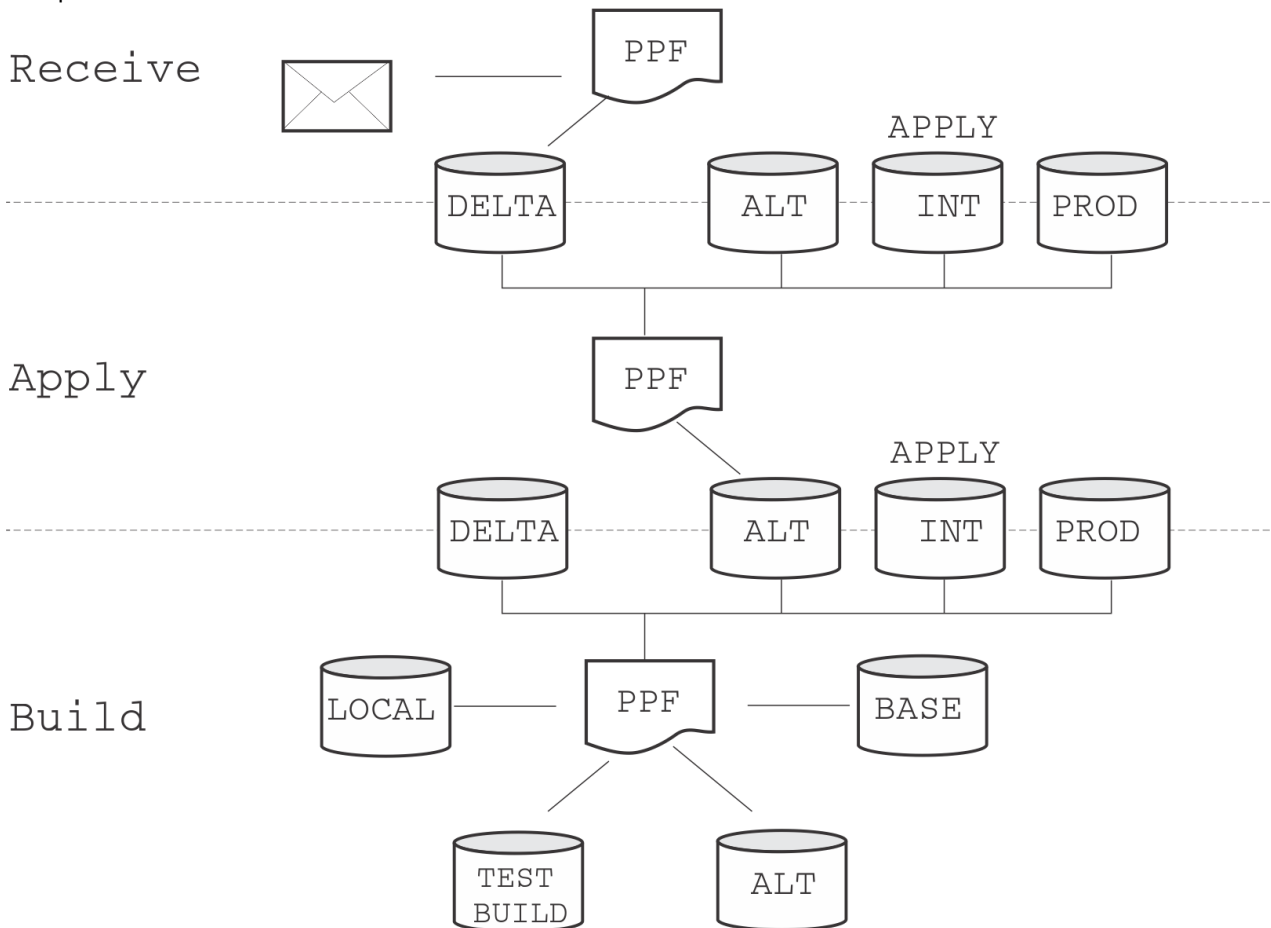 Receive
PPF
APPLY
DELTA
ALT
INT
PROD
Apply
PPF
APPLY
DELTA
ALT
INT
PROD
Build
LOCAL
PPF
BASE
TEST
BUILD
ALT